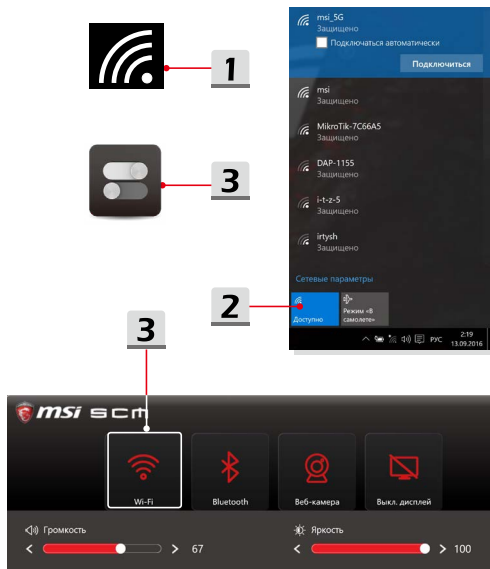 1
3
msi_5G
Защищено
Подключаться автоматически
Подключиться
msi
Защищено
MikroTik-7C66A5
Защищено
DAP-1155
Защищено
i-t-z-5
Защищено
irtysh
Защищено
Сетевые параметры
2
Доступно
Режим «В
самолете»
РУС
2:19
13.09.2016
3
msi SCM
Wi-Fi
Bluetooth
Веб-камера
Выкл. дисплей
Громкость
67
Яркость
100